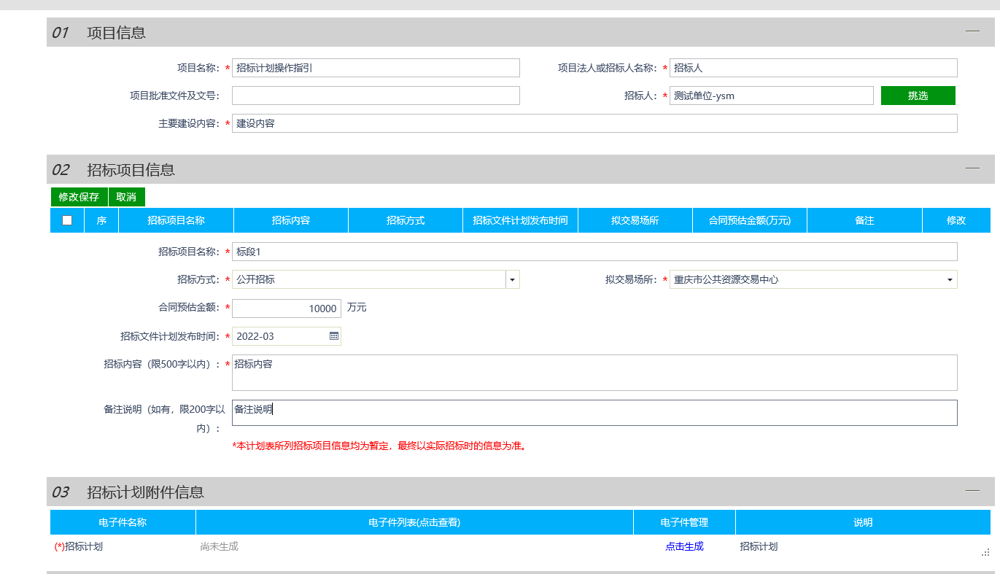 01 项目信息
项目名称：* 招标计划操作指引 项目法人或招标人名称：* 招标人
项目批准文件及文号： 招标人：* 测试单位-ysm 挑选
主要建设内容：* 建设内容
02 招标项目信息
修改保存 取消
序 招标项目名称 招标内容 招标方式 招标文件计划发布时间 拟交易场所 合同预估金额(万元) 备注 修改
招标项目名称：* 标段1
招标方式：* 公开招标 拟交易场所：* 重庆市公共资源交易中心
合同预估金额：* 10000 万元
招标文件计划发布时间：* 2022-03
招标内容（限500字以内）：* 招标内容
备注说明（如有，限200字以 备注说明
内）：
*本计划表所列招标项目信息均为暂定，最终以实际招标时的信息为准。
03 招标计划附件信息
电子件名称 电子件列表(点击查看) 电子件管理 说明
(*)招标计划 尚未生成 点击生成 招标计划